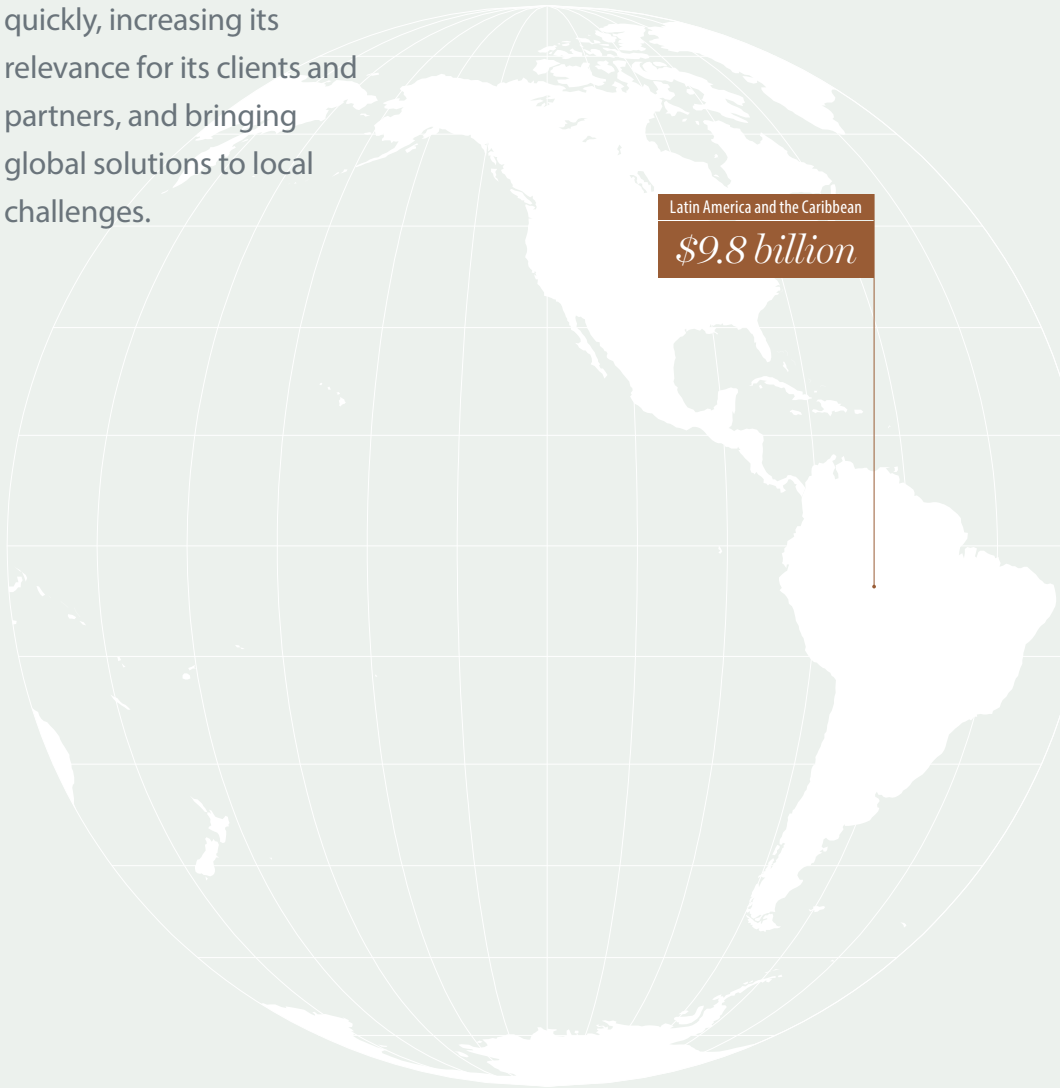 quickly, increasing its
relevance for its clients and
partners, and bringing
global solutions to local
challenges.
Latin America and the Caribbean
$9.8 billion